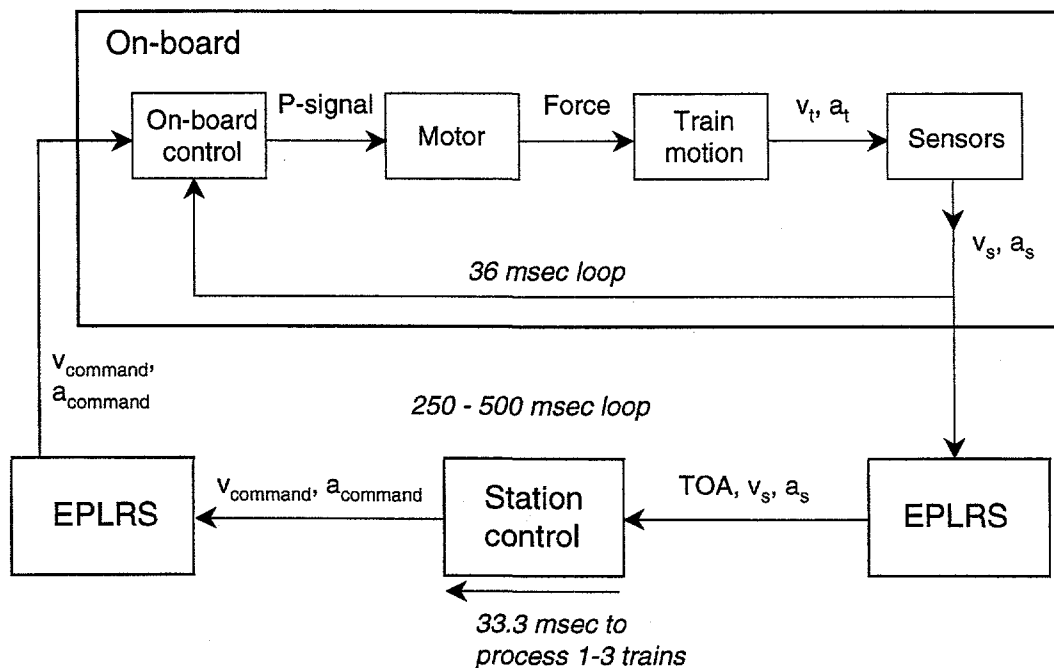 On-board
On-board
control
P-signal
Motor
Force
Train
motion
v_t, a_t
Sensors
v_s, a_s
36 msec loop
v_command,
a_command
250 - 500 msec loop
EPLRS
v_command, a_command
Station
control
TOA, v_s, a_s
EPLRS
33.3 msec to
process 1-3 trains